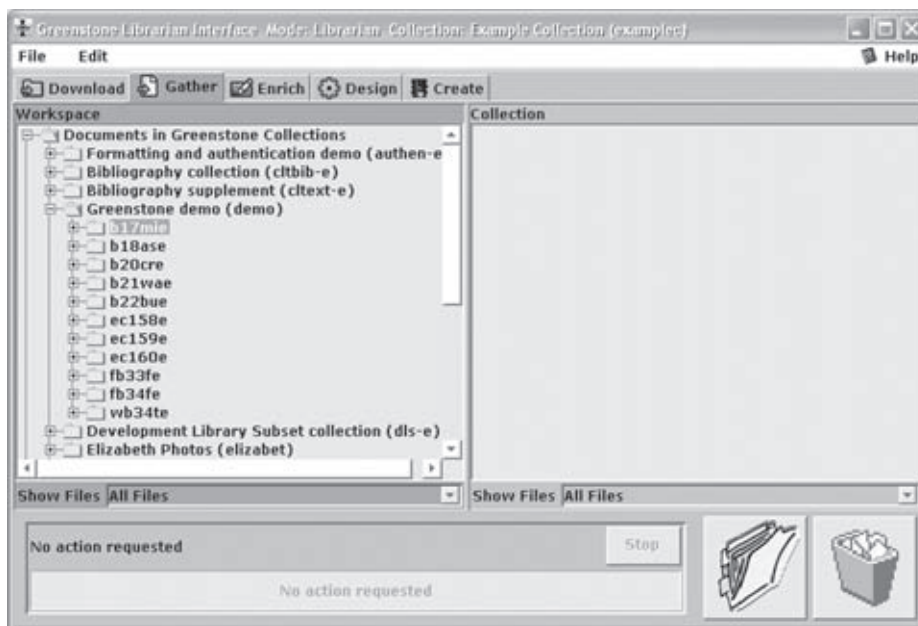 Greenstone Librarian Interface Mode: Librarian Collection: Example Collection (examplec)
File Edit Help
Download Gather Enrich Design Create
Workspace
Documents in Greenstone Collections
Formatting and authentication demo (authen-e
Bibliography collection (cltbib-e)
Bibliography supplement (cltext-e)
Greenstone demo (demo)
b17mie
b18ase
b20cre
b21wae
b22bue
ec158e
ec159e
ec160e
fb33fe
fb34fe
wb34te
Development Library Subset collection (dls-e)
Elizabeth Photos (elizabet)
Show Files All Files
Collection
Show Files All Files
No action requested
Stop
No action requested